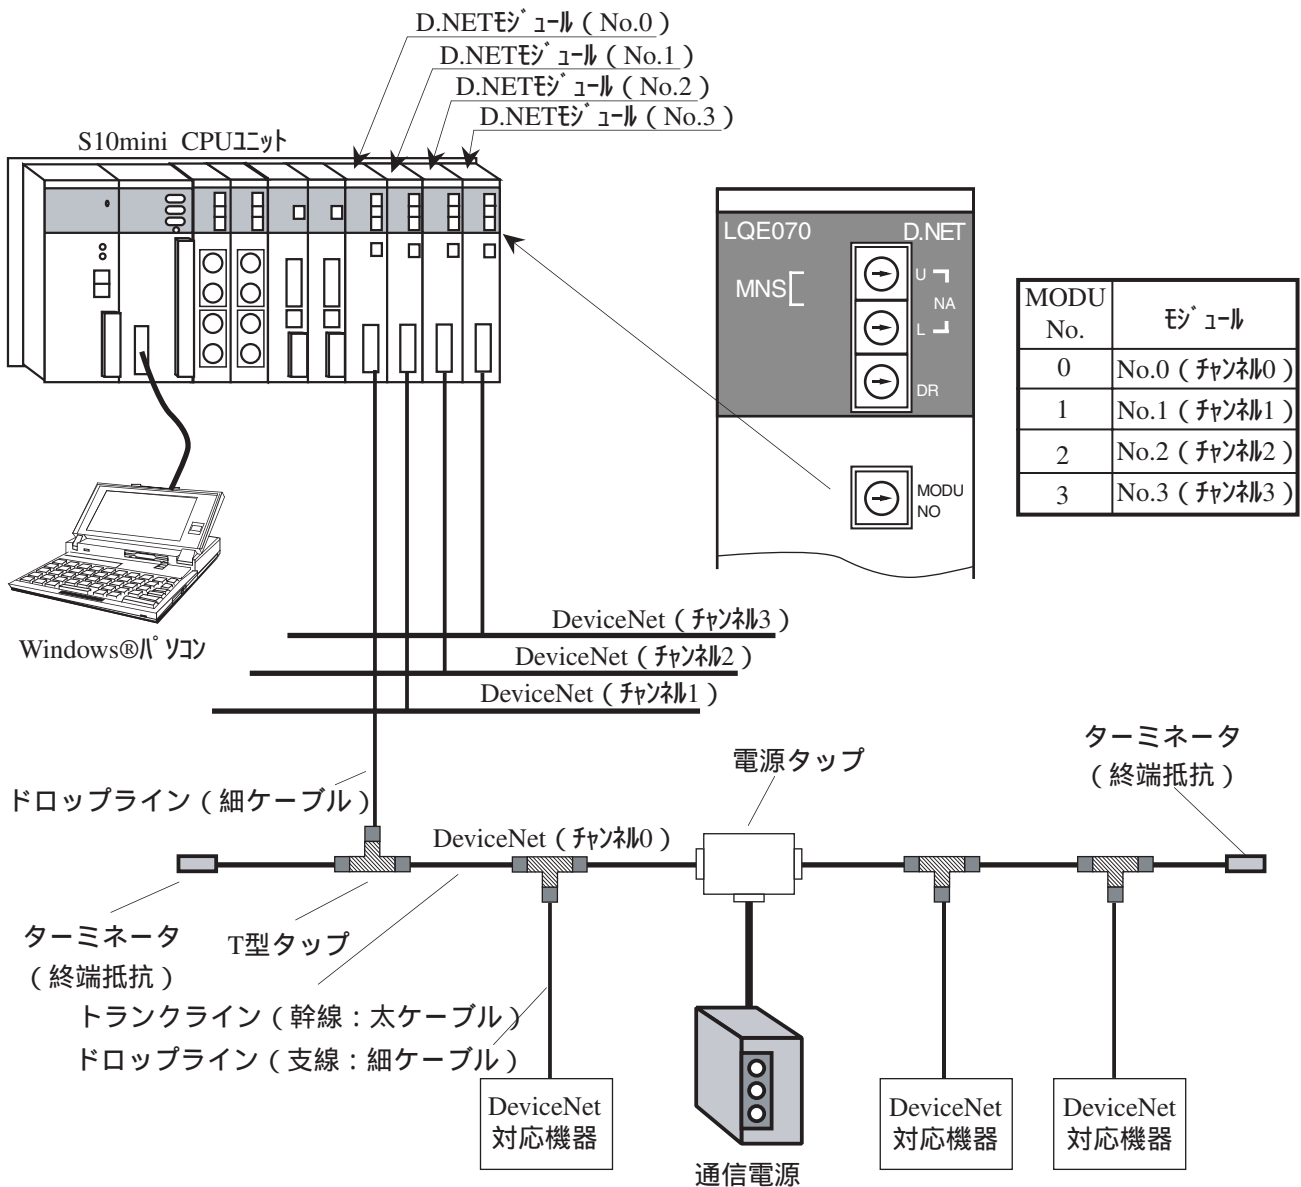 D.NETﾓｼﾞｭｰﾙ（No.0）
D.NETﾓｼﾞｭｰﾙ（No.1）
D.NETﾓｼﾞｭｰﾙ（No.2）
D.NETﾓｼﾞｭｰﾙ（No.3）
S10mini CPUﾕﾆｯﾄ
LQE070 D.NET
MNS
U
NA
L
DR
MODU
NO
MODU No. ﾓｼﾞｭｰﾙ
0 No.0（ﾁｬﾝﾈﾙ0）
1 No.1（ﾁｬﾝﾈﾙ1）
2 No.2（ﾁｬﾝﾈﾙ2）
3 No.3（ﾁｬﾝﾈﾙ3）
Windows®ﾊﾟｿｺﾝ
DeviceNet（ﾁｬﾝﾈﾙ3）
DeviceNet（ﾁｬﾝﾈﾙ2）
DeviceNet（ﾁｬﾝﾈﾙ1）
ドロップライン（細ケーブル）
DeviceNet（ﾁｬﾝﾈﾙ0）
電源タップ
ターミネータ
（終端抵抗）
ターミネータ
（終端抵抗）
T型タップ
トランクライン（幹線：太ケーブル）
ドロップライン（支線：細ケーブル）
DeviceNet
対応機器
通信電源
DeviceNet
対応機器
DeviceNet
対応機器